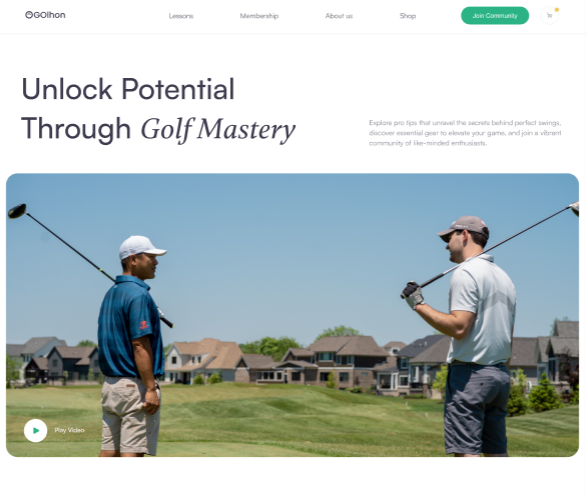 GOlhon
Lessons
Membership
About us
Shop
Join Community
Unlock Potential
Through Golf Mastery
Explore pro tips that unravel the secrets behind perfect swings,
discover essential gear to elevate your game, and join a vibrant
community of like-minded enthusiasts.
Play Video